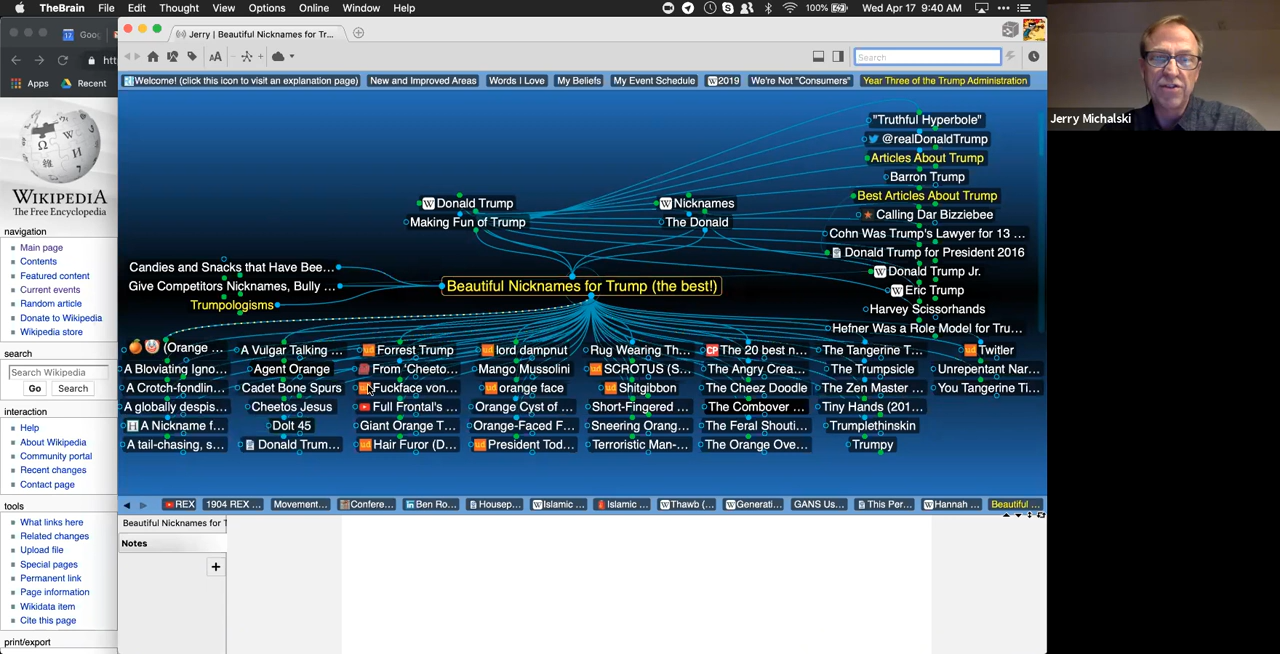 TheBrain File Edit Thought View Options Online Window Help
100% Wed Apr 17 9:40 AM
Goo
Jerry | Beautiful Nicknames for Tr...
htt
Apps Recent
AA
Search
Welcome! (click this icon to visit an explanation page) New and Improved Areas Words I Love My Beliefs My Event Schedule 2019 We're Not "Consumers" Year Three of the Trump Administration
Jerry Michalski
WIKIPEDIA
The Free Encyclopedia
navigation
Main page
Contents
Featured content
Current events
Random article
Donate to Wikipedia
Wikipedia store
search
Search Wikipedia
Go Search
interaction
Help
About Wikipedia
Community portal
Recent changes
Contact page
tools
What links here
Related changes
Upload file
Special pages
Permanent link
Page information
Wikidata item
Cite this page
print/export
Donald Trump
Making Fun of Trump
Nicknames
The Donald
"Truthful Hyperbole"
@realDonaldTrump
Articles About Trump
Barron Trump
Best Articles About Trump
Calling Dar Bizziebee
Cohn Was Trump's Lawyer for 13 ...
Donald Trump for President 2016
Donald Trump Jr.
Eric Trump
Harvey Scissorhands
Hefner Was a Role Model for Tru...
Candies and Snacks that Have Bee...
Give Competitors Nicknames, Bully ...
Trumpologisms
Beautiful Nicknames for Trump (the best!)
(Orange ...
A Bloviating Igno...
A Crotch-fondlin...
A globally despis...
A Nickname f...
A tail-chasing, s...
A Vulgar Talking ...
Agent Orange
Cadet Bone Spurs
Cheetos Jesus
Dolt 45
Donald Trum...
Forrest Trump
From 'Cheeto...
Fuckface von...
Full Frontal's ...
Giant Orange T...
Hair Furor (D...
lord dampnut
Mango Mussolini
orange face
Orange Cyst of ...
Orange-Faced F...
President Tod...
Rug Wearing Th...
SCROTUS (S...
Shitgibbon
Short-Fingered ...
Sneering Orang...
Terroristic Man-...
The 20 best n...
The Angry Crea...
The Cheez Doodle
The Combover ...
The Feral Shouti...
The Orange Ove...
The Tangerine T...
The Trumpsicle
The Zen Master ...
Tiny Hands (201...
Trumplethinskin
Trumpy
Twitler
Unrepentant Nar...
You Tangerine Ti...
REX 1904 REX ... Movement... Confere... Ben Ro... Housep... Islamic ... Islamic ... Thawb (... Generati... GANS Us... This Per... Hannah ... Beautiful ...
Beautiful Nicknames for T
Notes